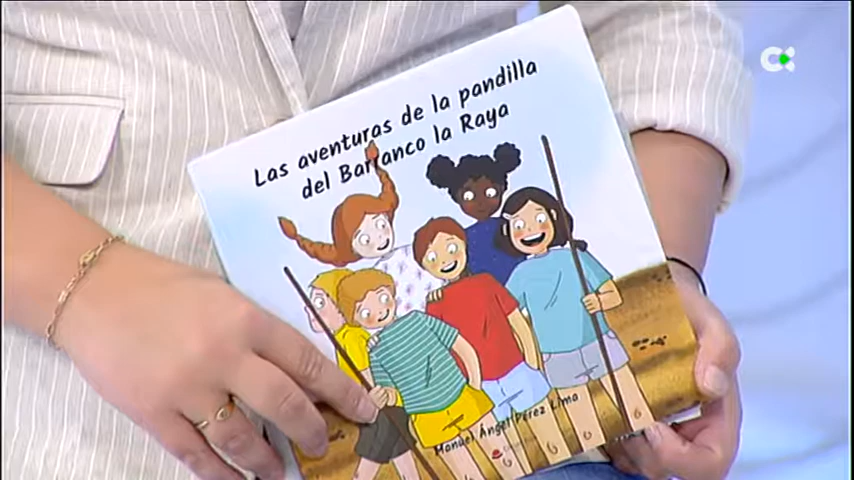 Las aventuras de la pandilla
del Barranco la Raya
Manuel Ángel Pérez Lima